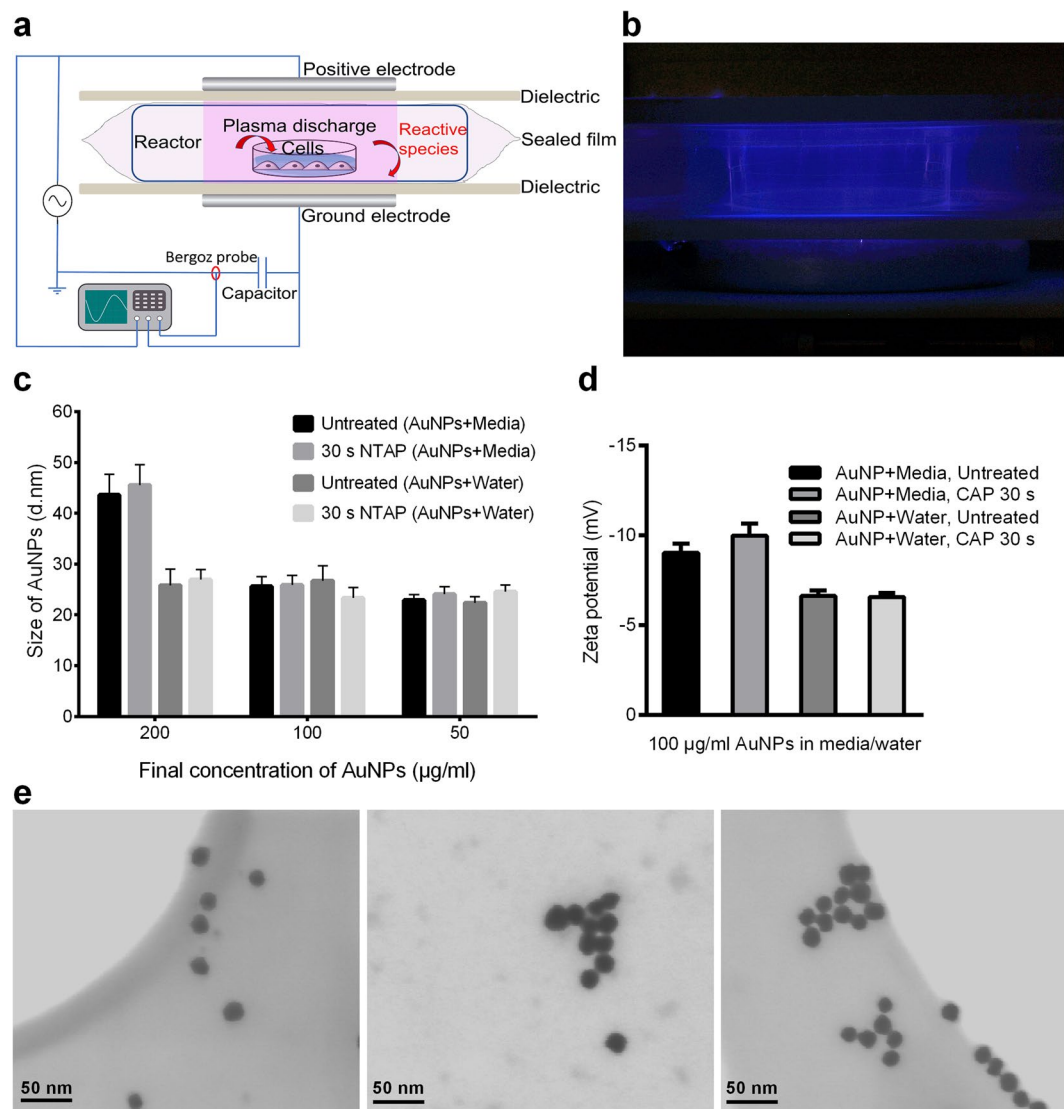 a
Positive electrode
Dielectric
Plasma discharge
Reactor
Cells
Reactive
species
Sealed film
Dielectric
Ground electrode
Bergoz probe
Capacitor
b
c
60
50
40
30
20
10
0
Size of AuNPs (d.nm)
Untreated (AuNPs+Media)
30 s NTAP (AuNPs+Media)
Untreated (AuNPs+Water)
30 s NTAP (AuNPs+Water)
200
100
50
Final concentration of AuNPs (µg/ml)
d
-15
-10
-5
0
Zeta potential (mV)
AuNP+Media, Untreated
AuNP+Media, CAP 30 s
AuNP+Water, Untreated
AuNP+Water, CAP 30 s
100 µg/ml AuNPs in media/water
e
50 nm
50 nm
50 nm